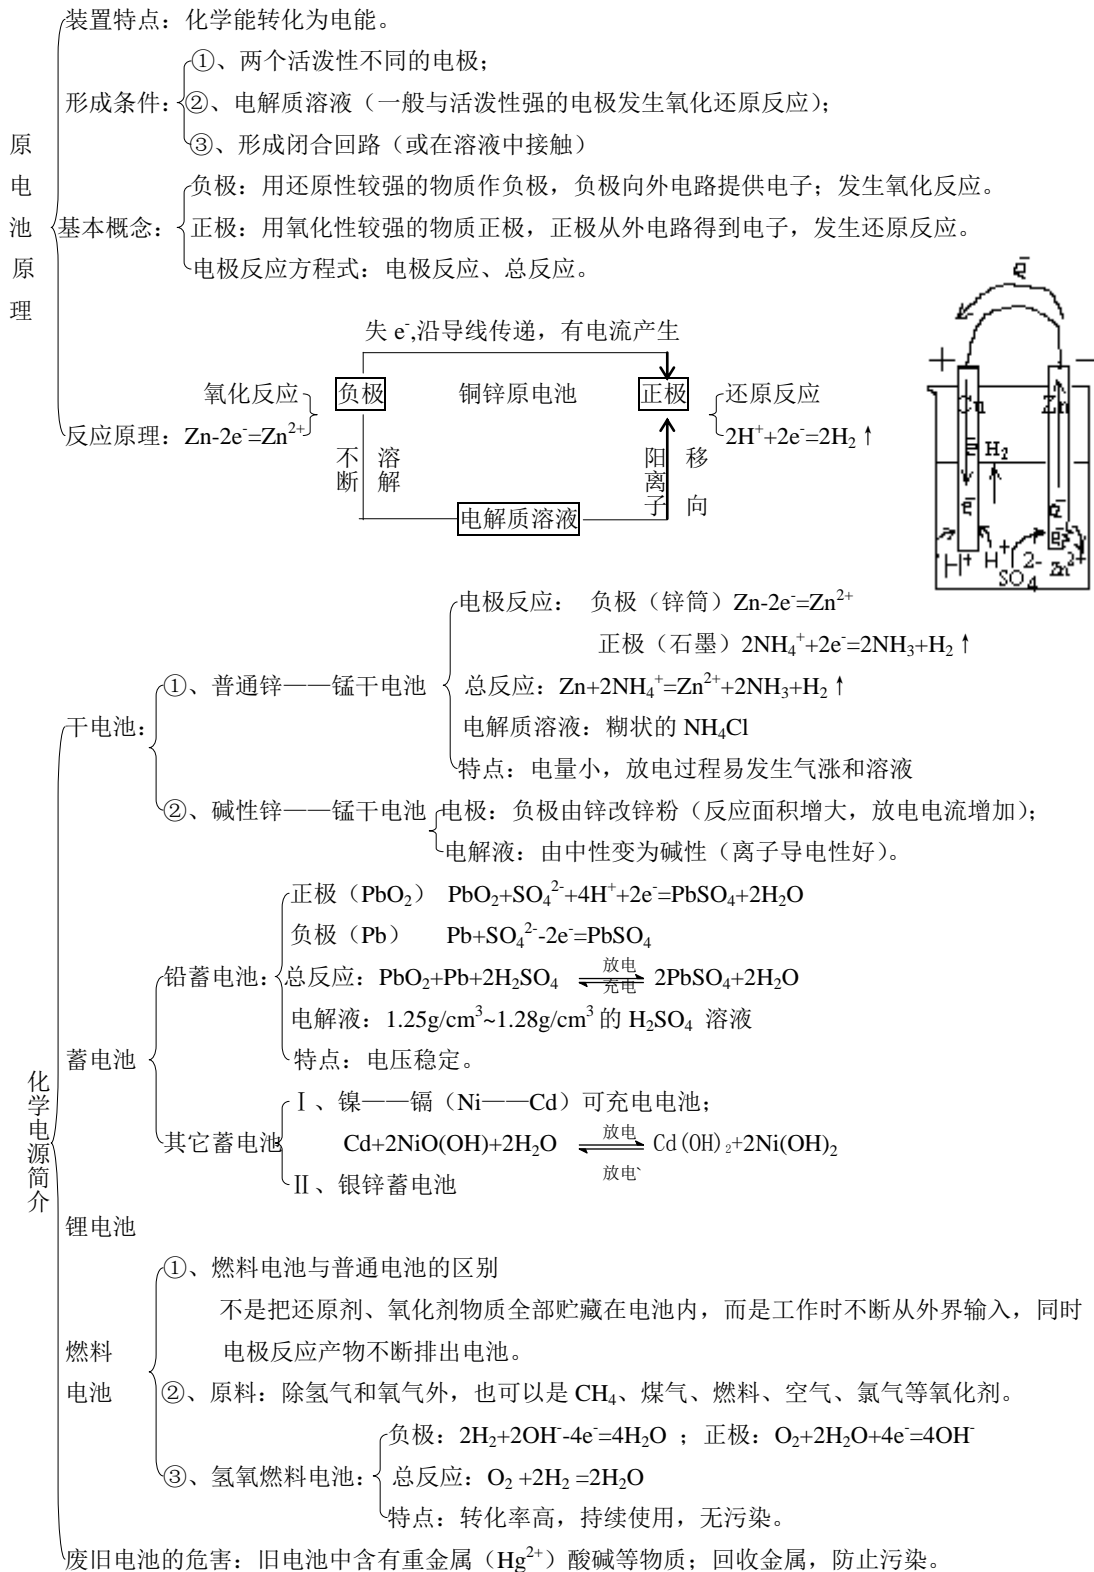 装置特点：化学能转化为电能。
①、两个活泼性不同的电极；
形成条件：②、电解质溶液（一般与活泼性强的电极发生氧化还原反应）；
③、形成闭合回路（或在溶液中接触）
原电池原理
负极：用还原性较强的物质作负极，负极向外电路提供电子；发生氧化反应。
基本概念：正极：用氧化性较强的物质正极，正极从外电路得到电子，发生还原反应。
电极反应方程式：电极反应、总反应。
失 e⁻,沿导线传递，有电流产生
氧化反应 负极 铜锌原电池 正极 还原反应
反应原理：Zn-2e⁻=Zn²⁺ 2H⁺+2e⁻=2H₂↑
不断 溶解 阳离子 移向
电解质溶液
e⁻
+ −
Zn
H₂
e⁻ e⁻
H⁺ H⁺ SO₄²⁻ Zn²⁺
电极反应： 负极（锌筒）Zn-2e⁻=Zn²⁺
正极（石墨）2NH₄⁺+2e⁻=2NH₃+H₂↑
①、普通锌——锰干电池 总反应：Zn+2NH₄⁺=Zn²⁺+2NH₃+H₂↑
干电池：
电解质溶液：糊状的 NH₄Cl
特点：电量小，放电过程易发生气涨和溶液
②、碱性锌——锰干电池 电极：负极由锌改锌粉（反应面积增大，放电电流增加）；
电解液：由中性变为碱性（离子导电性好）。
正极（PbO₂） PbO₂+SO₄²⁻+4H⁺+2e⁻=PbSO₄+2H₂O
负极（Pb） Pb+SO₄²⁻-2e⁻=PbSO₄
铅蓄电池：总反应：PbO₂+Pb+2H₂SO₄ 放电 充电 2PbSO₄+2H₂O
电解液：1.25g/cm³~1.28g/cm³ 的 H₂SO₄ 溶液
蓄电池 特点：电压稳定。
化学电源简介
Ⅰ、镍——镉（Ni——Cd）可充电电池；
其它蓄电池 Cd+2NiO(OH)+2H₂O 放电 放电` Cd(OH)₂+2Ni(OH)₂
Ⅱ、银锌蓄电池
锂电池
①、燃料电池与普通电池的区别
不是把还原剂、氧化剂物质全部贮藏在电池内，而是工作时不断从外界输入，同时
燃料 电极反应产物不断排出电池。
电池 ②、原料：除氢气和氧气外，也可以是 CH₄、煤气、燃料、空气、氯气等氧化剂。
负极：2H₂+2OH⁻-4e⁻=4H₂O ；正极：O₂+2H₂O+4e⁻=4OH⁻
③、氢氧燃料电池：总反应：O₂ +2H₂ =2H₂O
特点：转化率高，持续使用，无污染。
废旧电池的危害：旧电池中含有重金属（Hg²⁺）酸碱等物质；回收金属，防止污染。